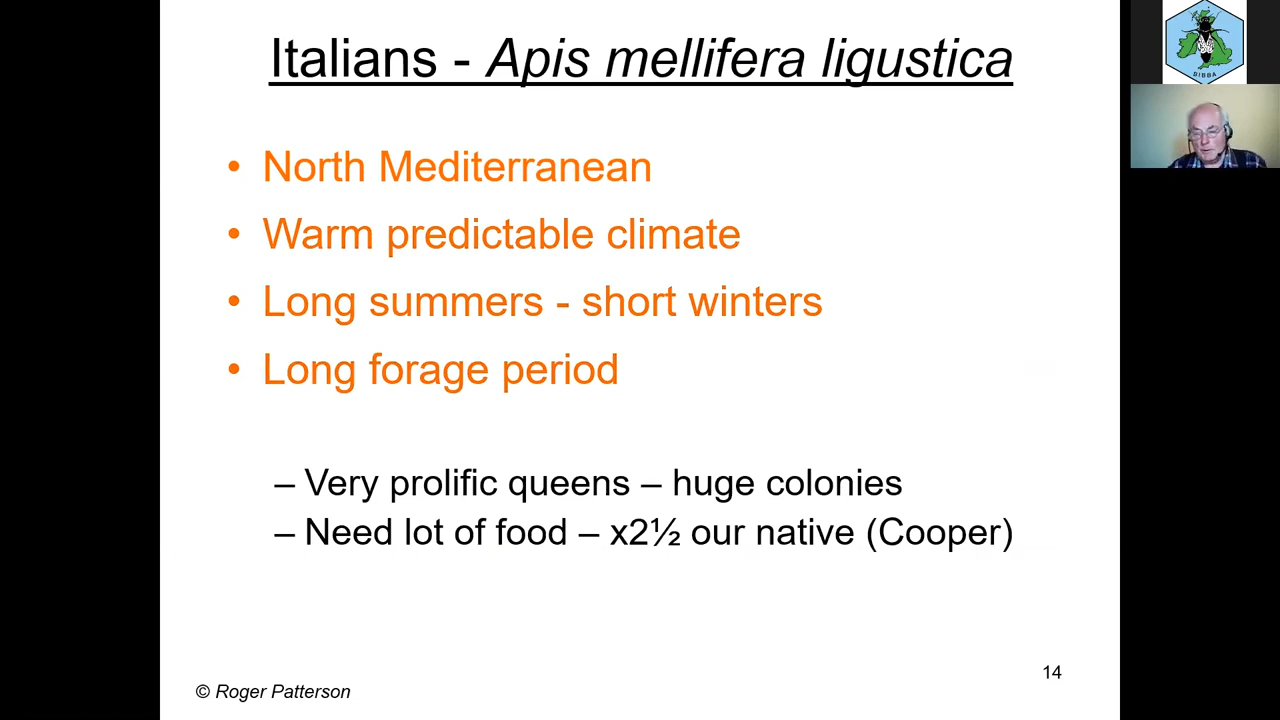 Italians - Apis mellifera ligustica
• North Mediterranean
• Warm predictable climate
• Long summers - short winters
• Long forage period
– Very prolific queens – huge colonies
– Need lot of food – x2½ our native (Cooper)
14
© Roger Patterson
BIBBA